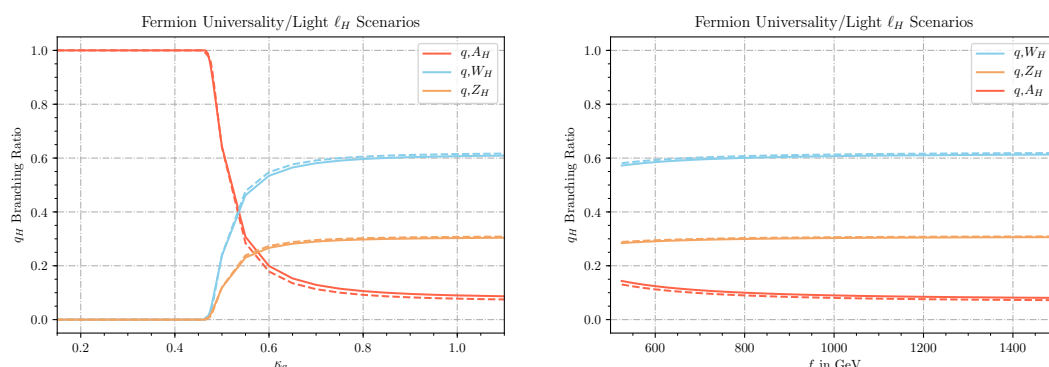 Fermion Universality/Light ℓ_H Scenarios
q_H Branching Ratio
1.0
0.8
0.6
0.4
0.2
0.0
q,A_H
q,W_H
q,Z_H
0.2 0.4 0.6 0.8 1.0
Fermion Universality/Light ℓ_H Scenarios
q_H Branching Ratio
1.0
0.8
0.6
0.4
0.2
0.0
q,W_H
q,Z_H
q,A_H
600 800 1000 1200 1400
f in GeV